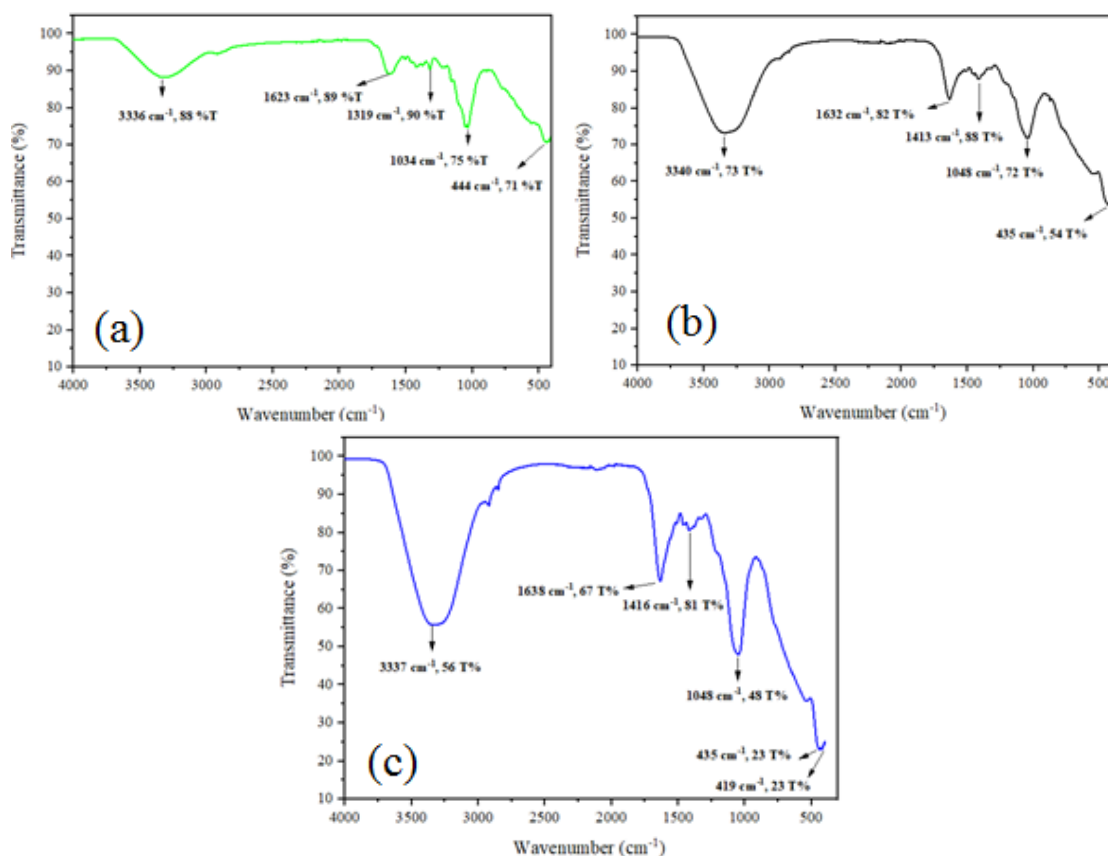 100
90
80
70
60
50
40
30
20
10
Transmittance (%)
3336 cm⁻¹, 88 %T
1623 cm⁻¹, 89 %T
1319 cm⁻¹, 90 %T
1034 cm⁻¹, 75 %T
444 cm⁻¹, 71 %T
(a)
4000 3500 3000 2500 2000 1500 1000 500
Wavenumber (cm⁻¹)
100
90
80
70
60
50
40
30
20
10
Transmittance (%)
3340 cm⁻¹, 73 T%
1632 cm⁻¹, 82 T%
1413 cm⁻¹, 88 T%
1048 cm⁻¹, 72 T%
435 cm⁻¹, 54 T%
(b)
4000 3500 3000 2500 2000 1500 1000 500
Wavenumber (cm⁻¹)
100
90
80
70
60
50
40
30
20
10
Transmittance (%)
3337 cm⁻¹, 56 T%
1638 cm⁻¹, 67 T%
1416 cm⁻¹, 81 T%
1048 cm⁻¹, 48 T%
435 cm⁻¹, 23 T%
419 cm⁻¹, 23 T%
(c)
4000 3500 3000 2500 2000 1500 1000 500
Wavenumber (cm⁻¹)